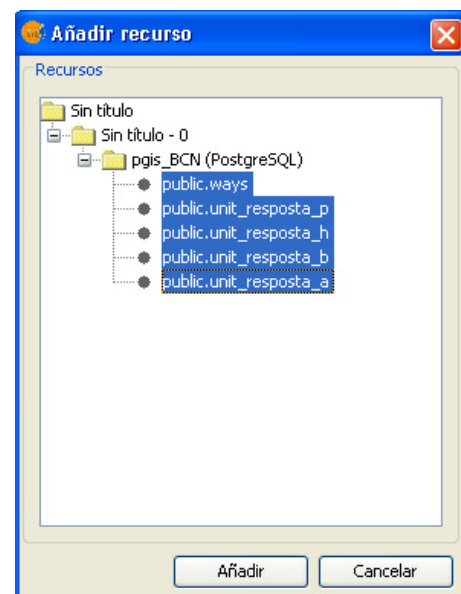 Añadir recurso
Recursos
Sin título
Sin título - 0
pgis_BCN (PostgreSQL)
public.ways
public.unit_resposta_p
public.unit_resposta_h
public.unit_resposta_b
public.unit_resposta_a
Añadir Cancelar